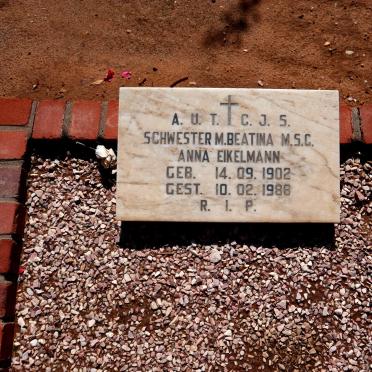 A. U. T. † C. J. S.
SCHWESTER M. BEATINA M.S.C.
ANNA EIKELMANN
GEB. 14. 09. 1902
GEST. 10. 02. 1988
R. I. P.